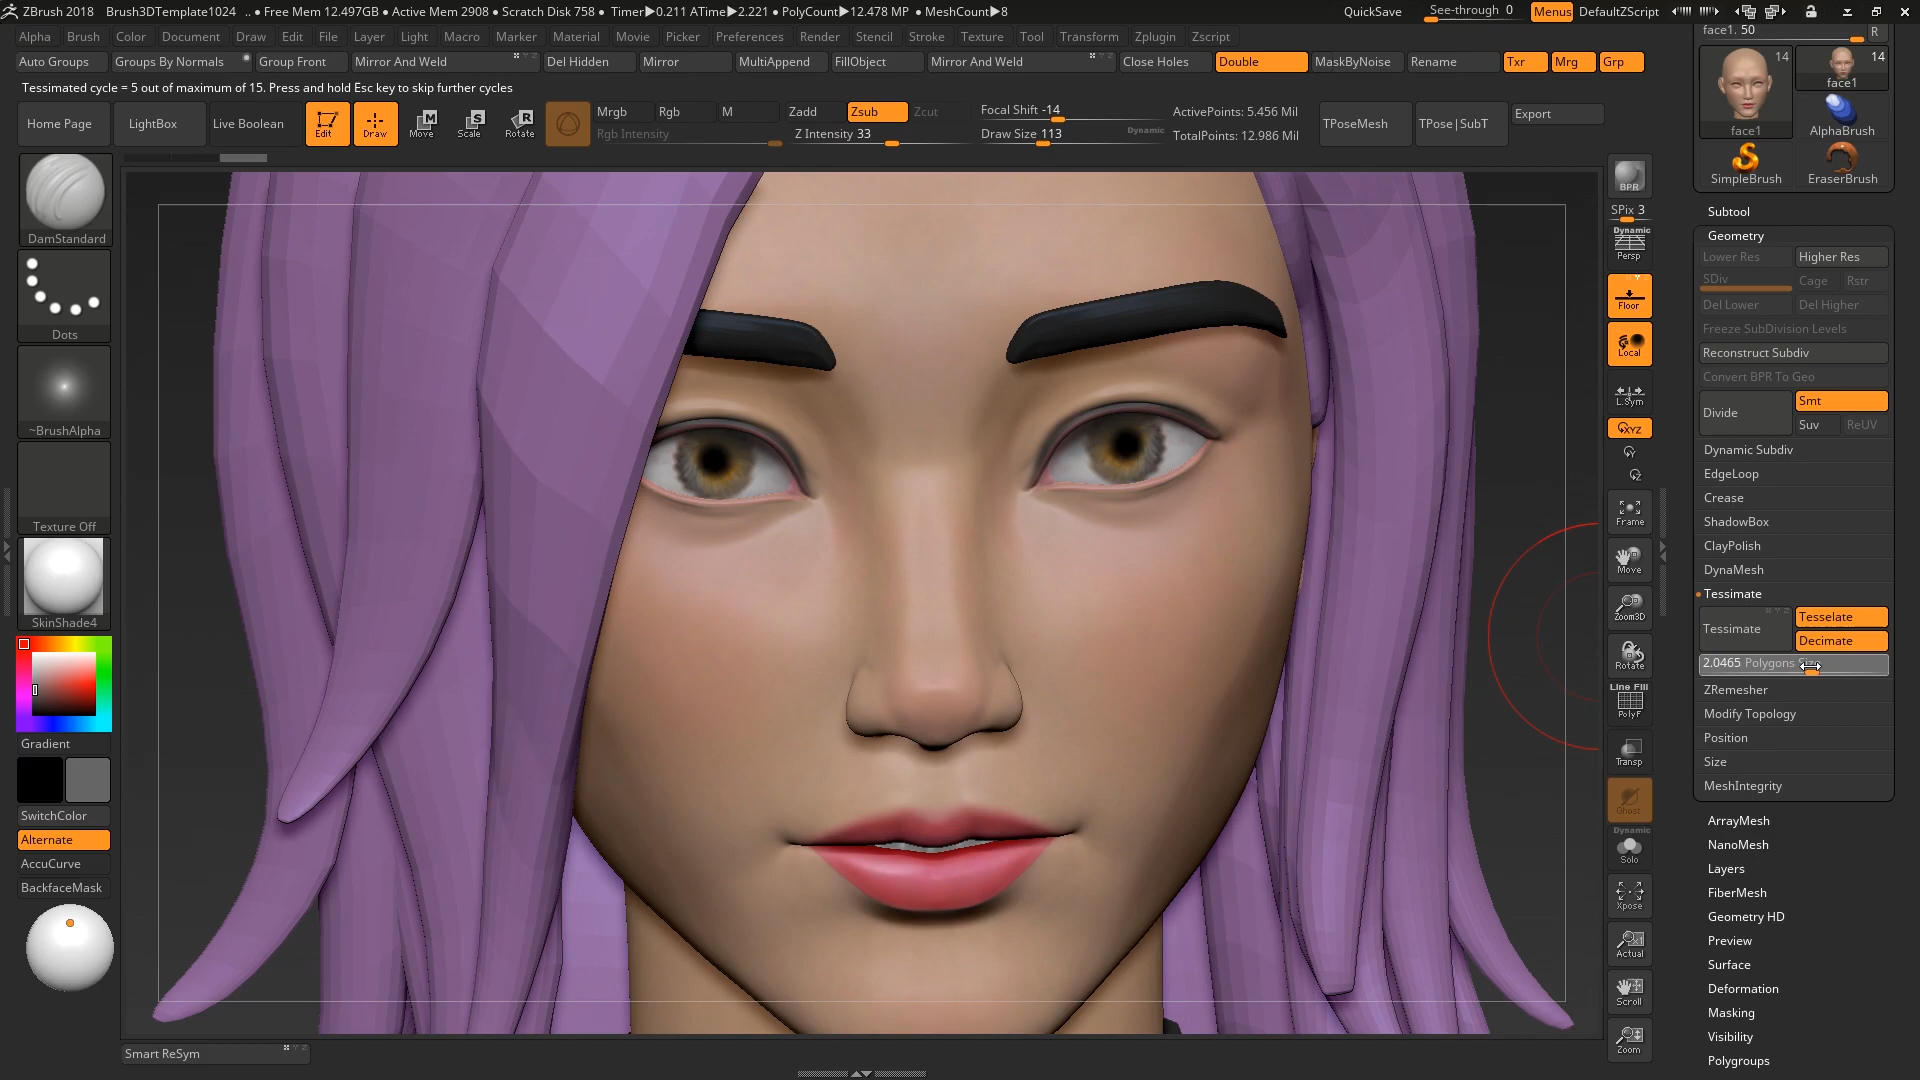 ZBrush 2018 Brush3DTemplate1024 .. • Free Mem 12.497GB • Active Mem 2908 • Scratch Disk 758 • Timer▶0.211 ATime▶2.221 • PolyCount▶12.478 MP • MeshCount▶8 QuickSave See-through 0 Menus DefaultZScript
Alpha Brush Color Document Draw Edit File Layer Light Macro Marker Material Movie Picker Preferences Render Stencil Stroke Texture Tool Transform Zplugin Zscript
Auto Groups Groups By Normals Group Front Mirror And Weld Del Hidden Mirror MultiAppend FillObject Mirror And Weld Close Holes Double MaskByNoise Rename Txr Mrg Grp
Tessimated cycle = 5 out of maximum of 15. Press and hold Esc key to skip further cycles
Home Page LightBox Live Boolean Edit Draw Move Scale Rotate
Mrgb Rgb M Zadd Zsub Zcut Focal Shift -14 ActivePoints: 5.456 Mil
Rgb Intensity Z Intensity 33 Draw Size 113 Dynamic TotalPoints: 12.986 Mil
TPoseMesh TPose|SubT Export
DamStandard
Dots
~BrushAlpha
Texture Off
SkinShade4
Gradient
SwitchColor
Alternate
AccuCurve
BackfaceMask
Smart ReSym
BPR
SPix 3
Dynamic
Persp
Floor
Local
L.Sym
XYZ
Y
Z
Frame
Move
Zoom3D
Rotate
Line Fill
PolyF
Transp
Ghost
Dynamic
Solo
Xpose
Actual
Scroll
Zoom
face1. 50 R
14 14
face1
face1 AlphaBrush
SimpleBrush EraserBrush
Subtool
Geometry
Lower Res Higher Res
SDiv Cage Rstr
Del Lower Del Higher
Freeze SubDivision Levels
Reconstruct Subdiv
Convert BPR To Geo
Divide Smt
Suv ReUV
Dynamic Subdiv
EdgeLoop
Crease
ShadowBox
ClayPolish
DynaMesh
Tessimate
Tessimate Tesselate
Decimate
2.0465 Polygons
ZRemesher
Modify Topology
Position
Size
MeshIntegrity
ArrayMesh
NanoMesh
Layers
FiberMesh
Geometry HD
Preview
Surface
Deformation
Masking
Visibility
Polygroups